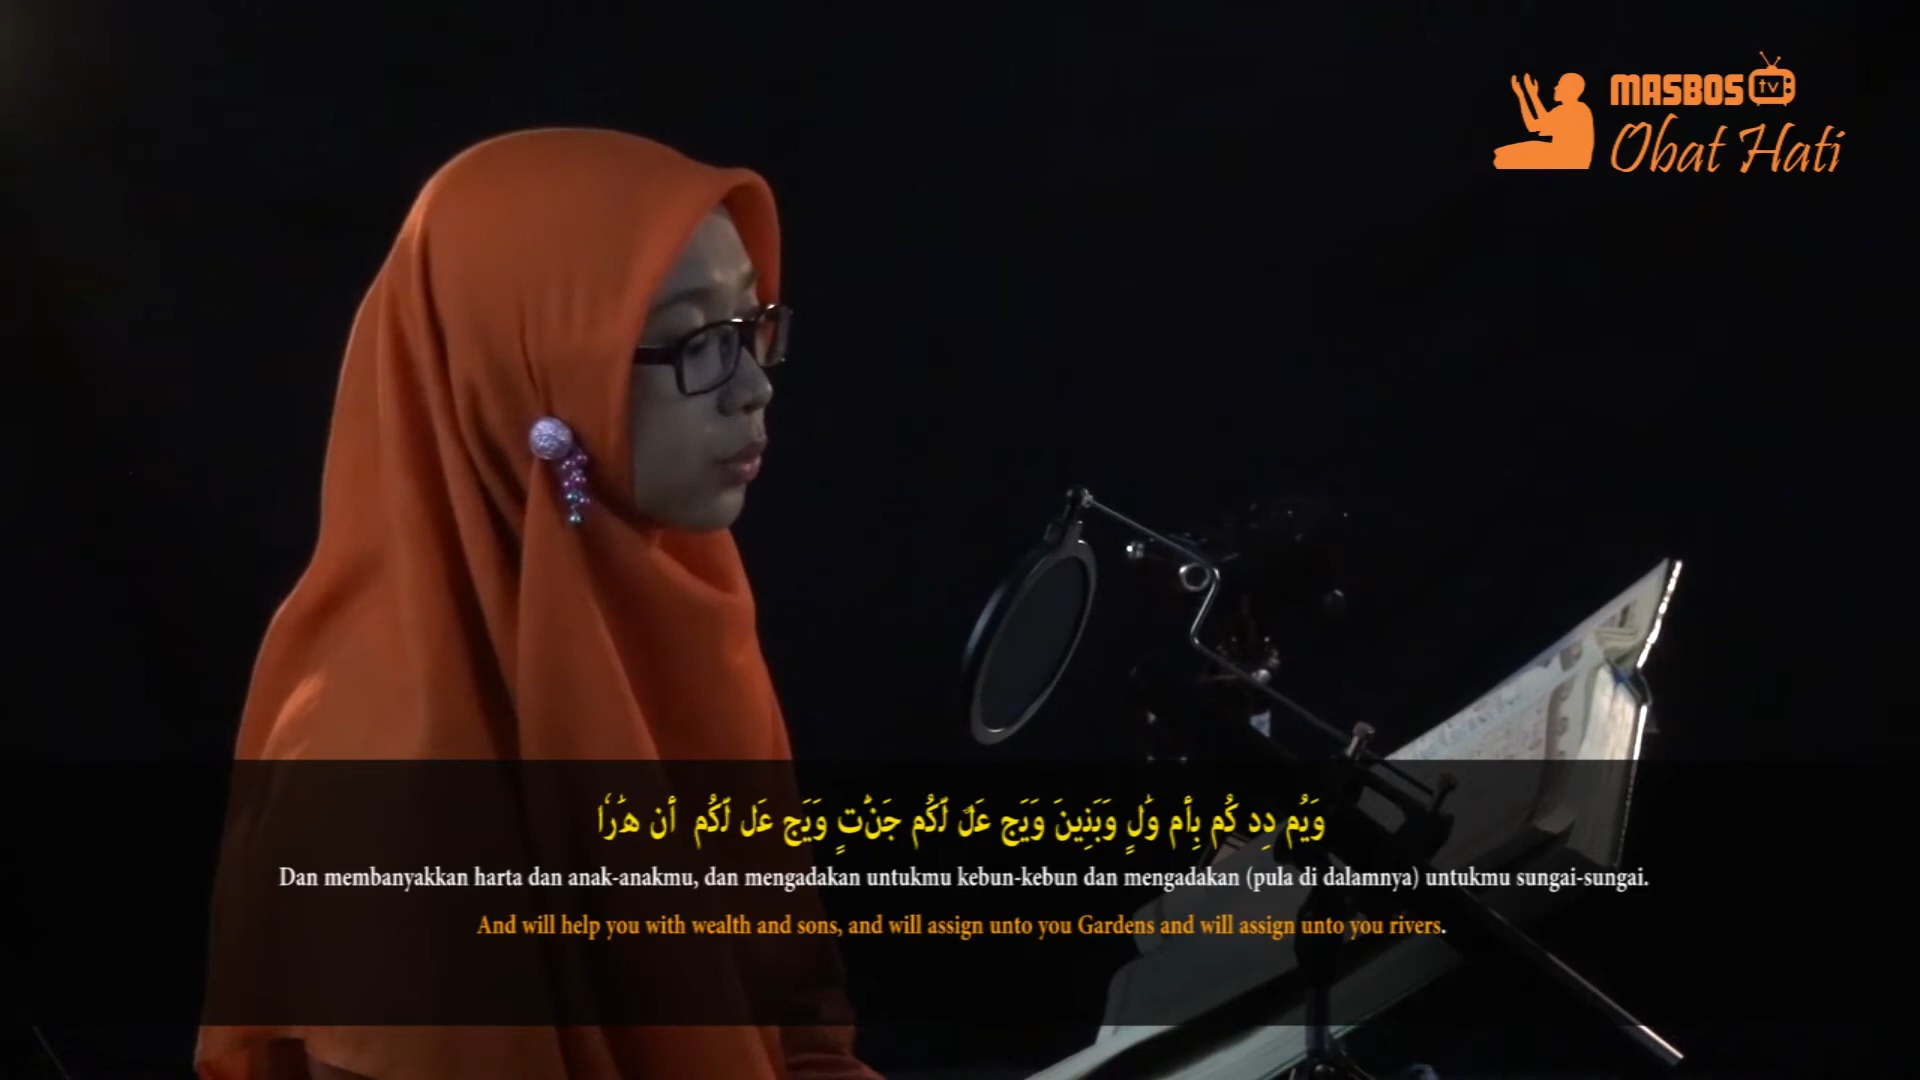 MASBOS tv
Obat Hati
وَيُم دِد كُم بِأَم وَٰلٍ وَبَنِينَ وَيَج عَلْ لَّكُم جَنَّٰتٍ وَيَج عَل لَّكُم أَن هَٰرًا
Dan membanyakkan harta dan anak-anakmu, dan mengadakan untukmu kebun-kebun dan mengadakan (pula di dalamnya) untukmu sungai-sungai.
And will help you with wealth and sons, and will assign unto you Gardens and will assign unto you rivers.